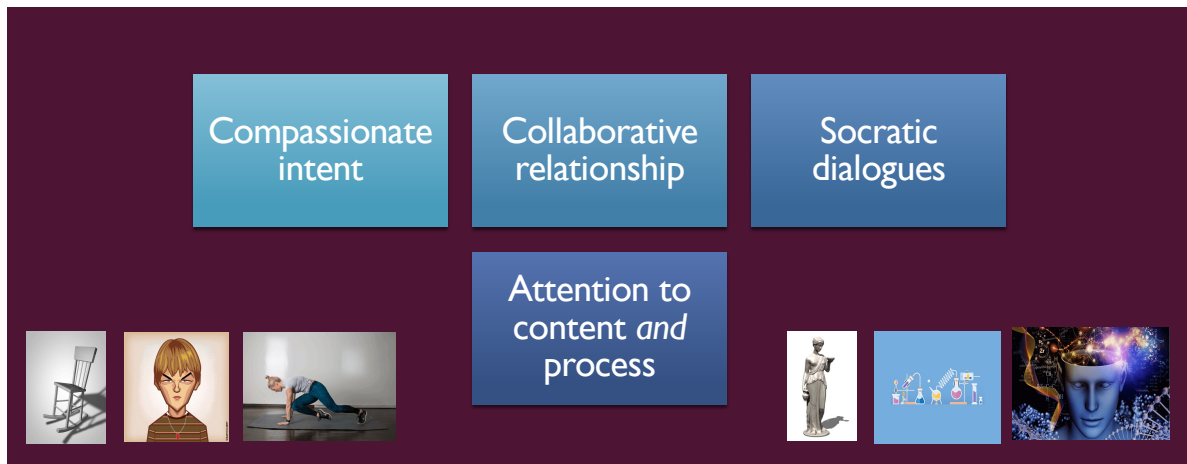 Compassionate
intent
Collaborative
relationship
Socratic
dialogues
Attention to
content and
process